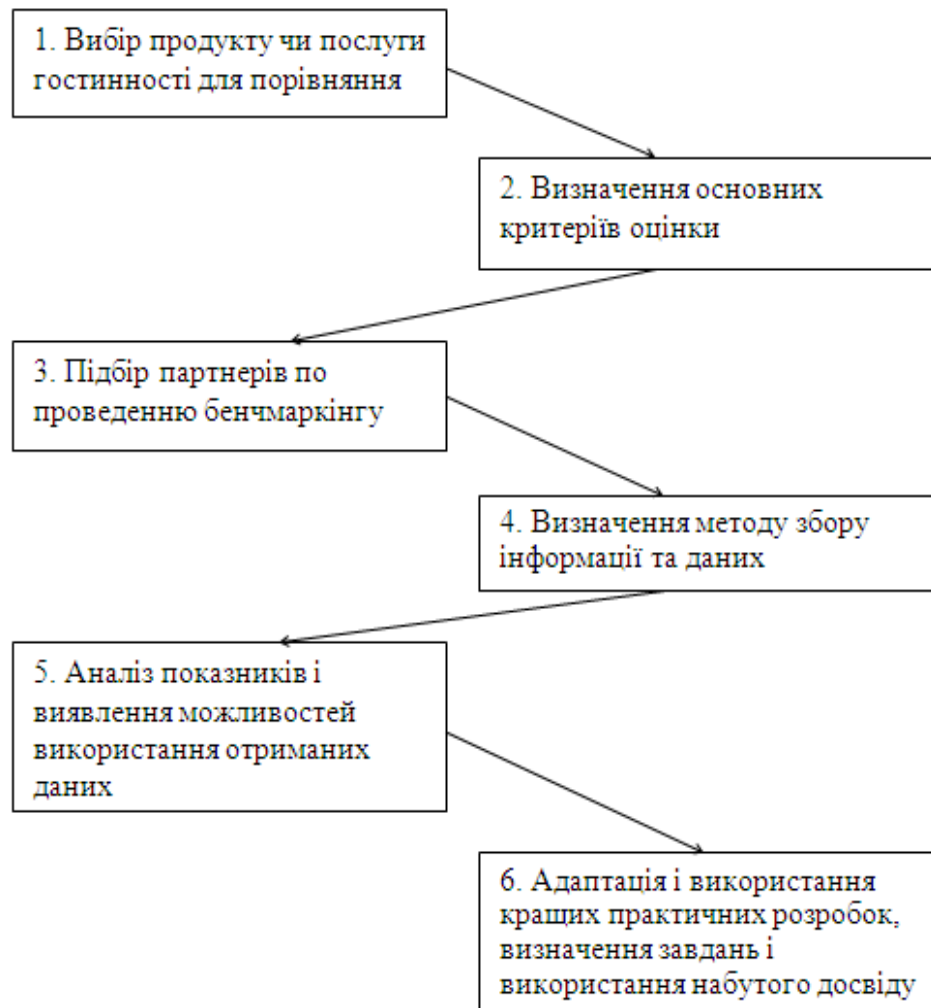 1. Вибір продукту чи послуги
гостинності для порівняння
2. Визначення основних
критеріїв оцінки
3. Підбір партнерів по
проведенню бенчмаркінгу
4. Визначення методу збору
інформації та даних
5. Аналіз показників і
виявлення можливостей
використання отриманих
даних
6. Адаптація і використання
кращих практичних розробок,
визначення завдань і
використання набутого досвіду